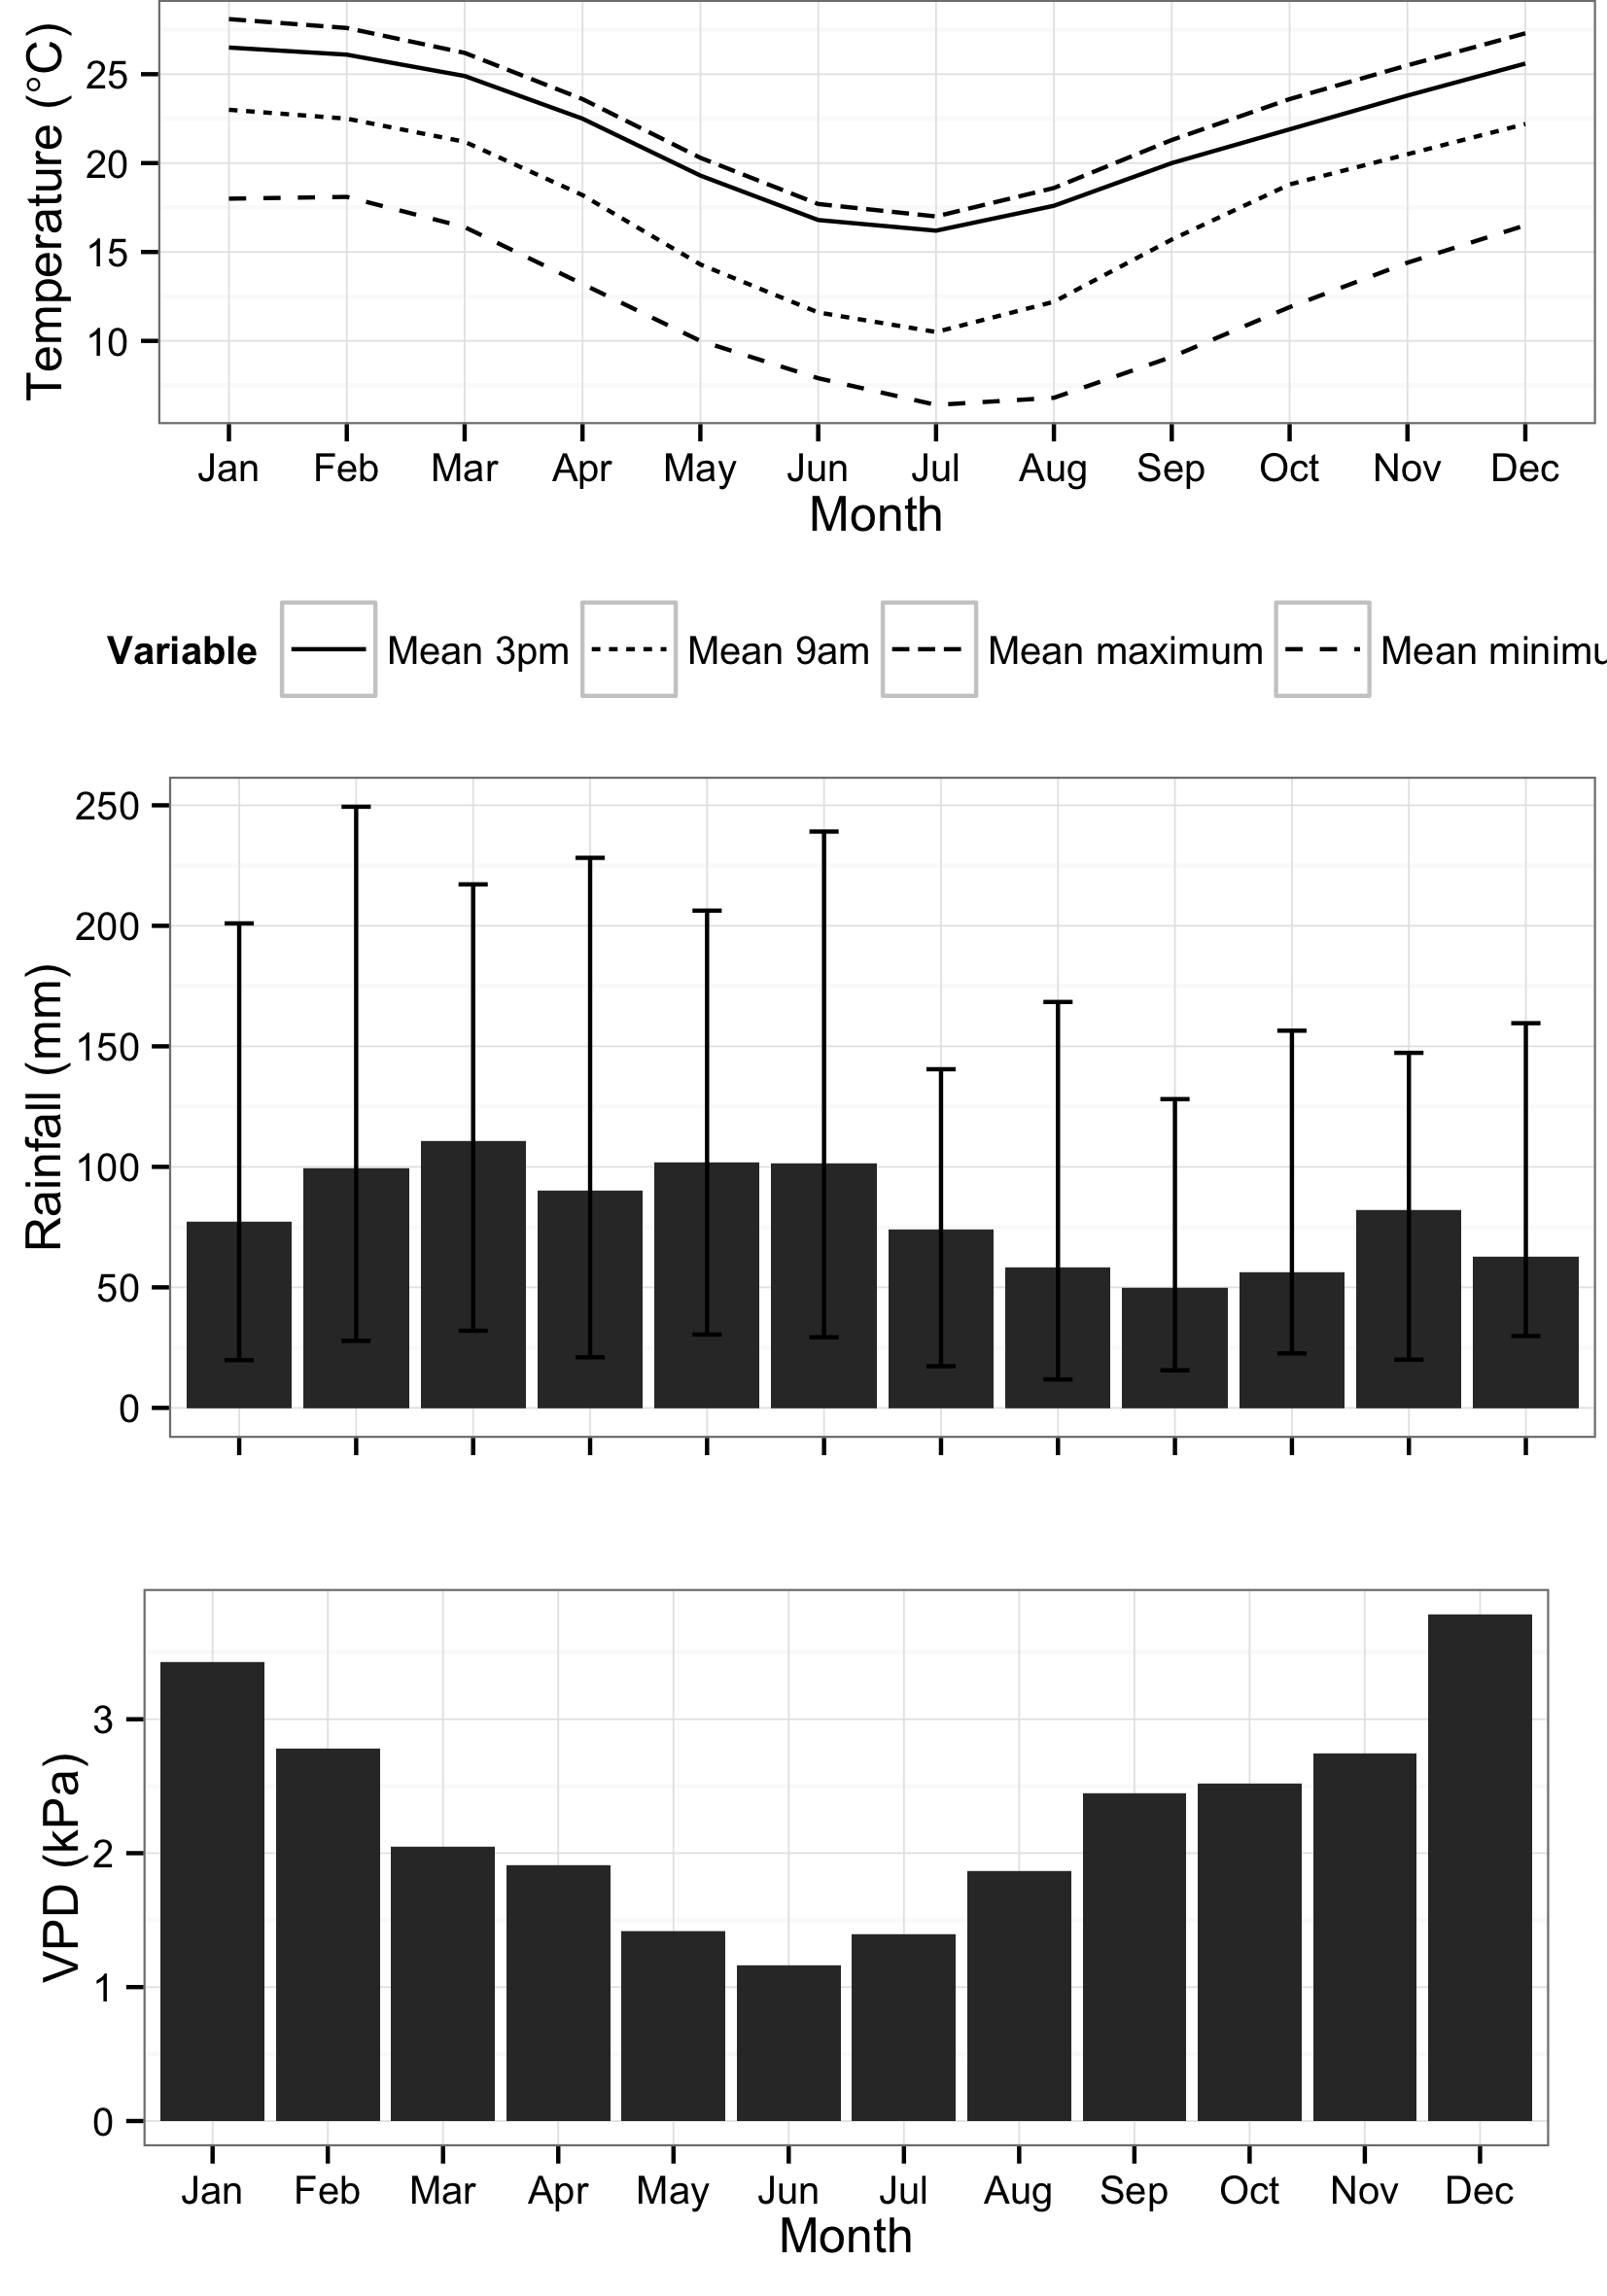 Temperature (°C)
25
20
15
10
Jan Feb Mar Apr May Jun Jul Aug Sep Oct Nov Dec
Month
Variable Mean 3pm Mean 9am Mean maximum Mean minimu
Rainfall (mm)
250
200
150
100
50
0
VPD (kPa)
3
2
1
0
Jan Feb Mar Apr May Jun Jul Aug Sep Oct Nov Dec
Month